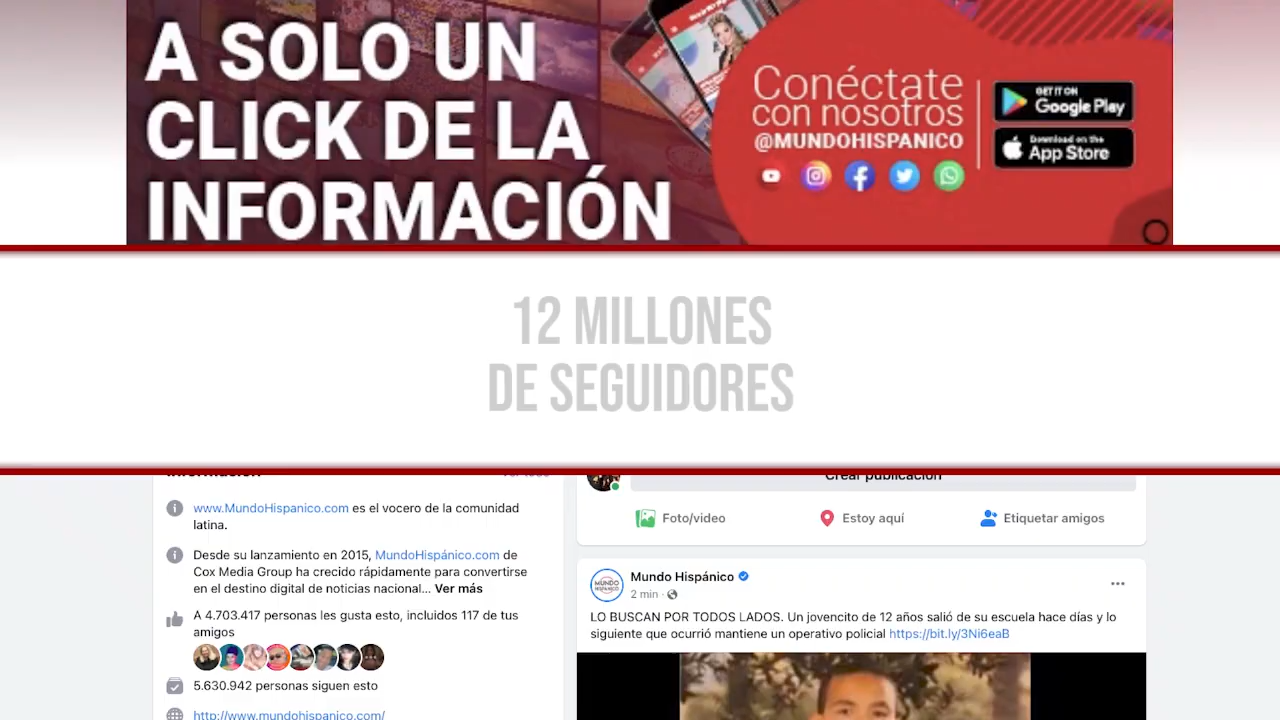 A SOLO UN
CLICK DE LA
INFORMACIÓN
Conéctate
con nosotros
@MUNDOHISPANICO
GET IT ON
Google Play
Download on the
App Store
12 MILLONES
DE SEGUIDORES
Información
Crear publicación
www.MundoHispanico.com es el vocero de la comunidad
latina.
Desde su lanzamiento en 2015, MundoHispánico.com de
Cox Media Group ha crecido rápidamente para convertirse
en el destino digital de noticias nacional... Ver más
A 4.703.417 personas les gusta esto, incluidos 117 de tus
amigos
5.630.942 personas siguen esto
http://www.mundohispanico.com/
Foto/video
Estoy aquí
Etiquetar amigos
MUNDO
HISPÁNICO
Mundo Hispánico
2 min ·
LO BUSCAN POR TODOS LADOS. Un jovencito de 12 años salió de su escuela hace días y lo
siguiente que ocurrió mantiene un operativo policial https://bit.ly/3Ni6eaB